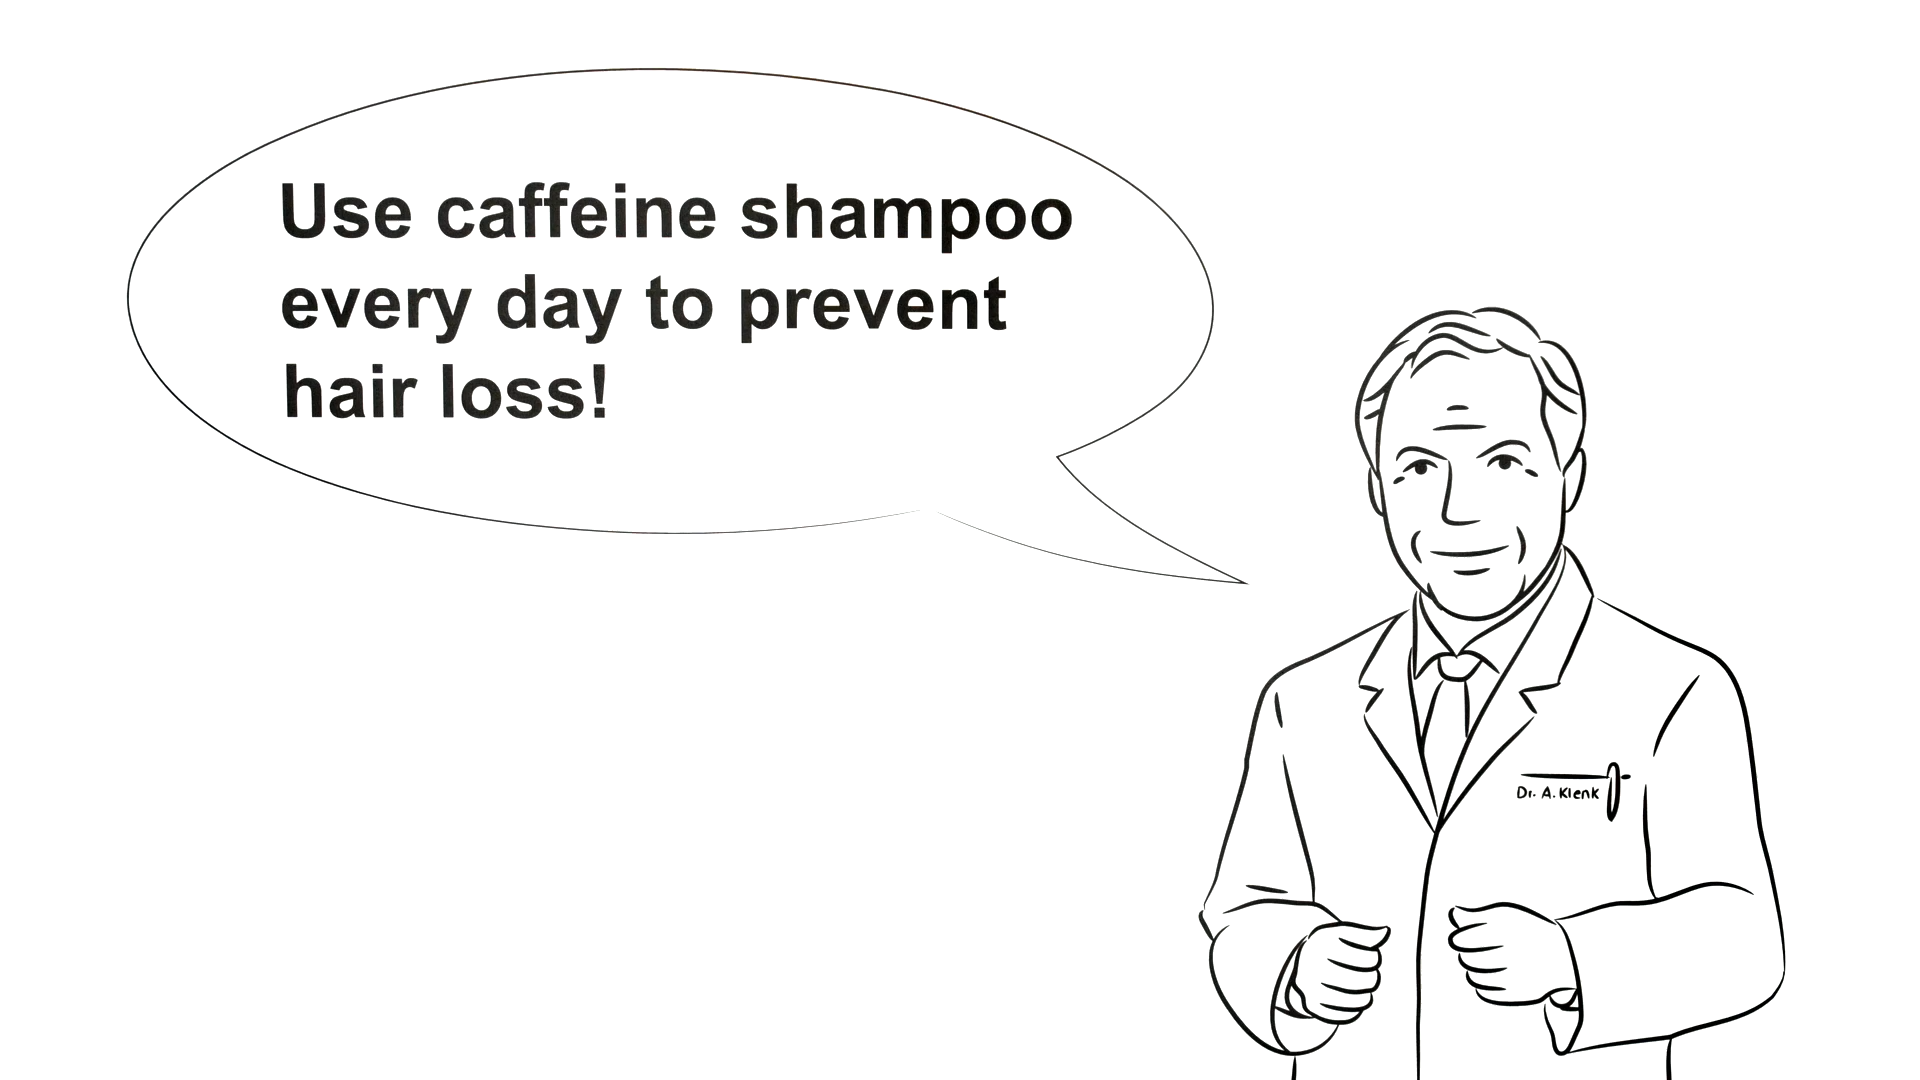 Use caffeine shampoo
every day to prevent
hair loss!
Dr. A. Klenk